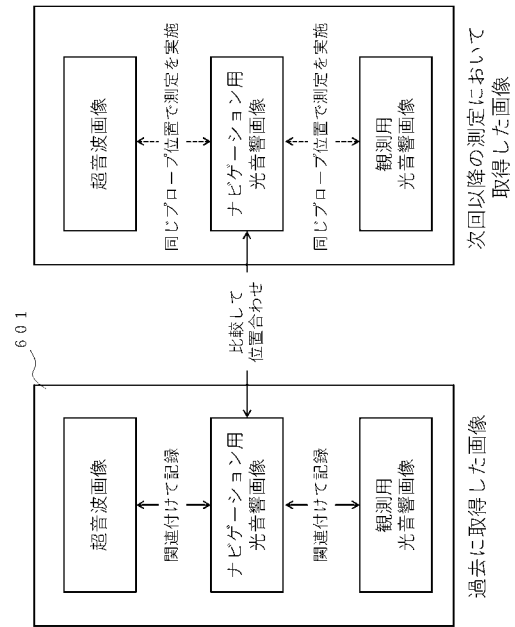 601
超音波画像
関連付けて記録
ナビゲーション用
光音響画像
関連付けて記録
観測用
光音響画像
過去に取得した画像
比較して
位置合わせ
超音波画像
同じプローブ位置で測定を実施
ナビゲーション用
光音響画像
同じプローブ位置で測定を実施
観測用
光音響画像
次回以降の測定において
取得した画像